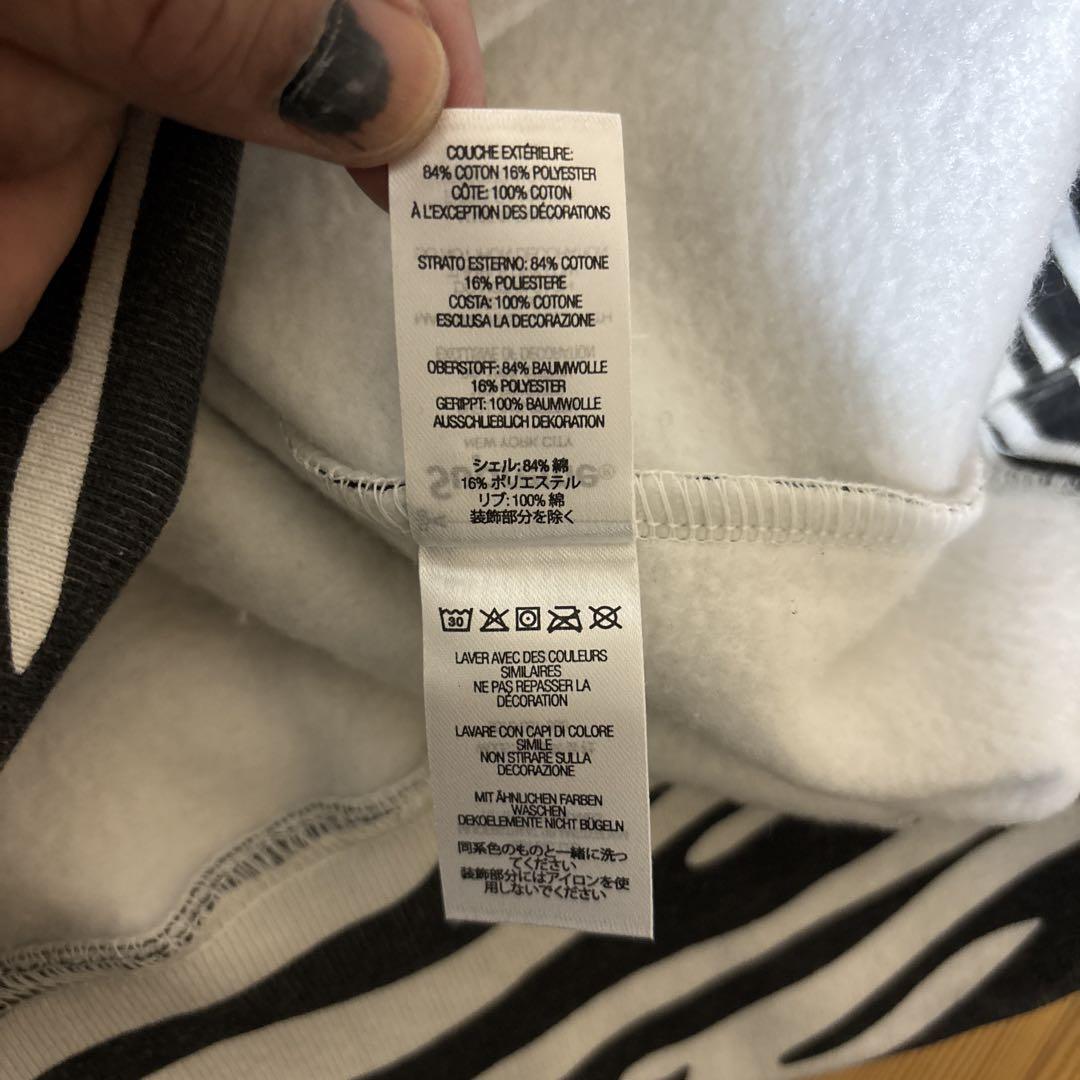 COUCHE EXTÉRIEURE:
84% COTON 16% POLYESTER
CÔTE: 100% COTON
À L'EXCEPTION DES DÉCORATIONS
STRATO ESTERNO: 84% COTONE
16% POLIESTERE
COSTA: 100% COTONE
ESCLUSA LA DECORAZIONE
OBERSTOFF: 84% BAUMWOLLE
16% POLYESTER
GERIPPT: 100% BAUMWOLLE
AUSSCHLIEBLICH DEKORATION
シェル: 84% 綿
16% ポリエステル
リブ: 100% 綿
装飾部分を除く
30
LAVER AVEC DES COULEURS
SIMILAIRES
NE PAS REPASSER LA
DÉCORATION
LAVARE CON CAPI DI COLORE
SIMILE
NON STIRARE SULLA
DECORAZIONE
MIT ÄHNLICHEN FARBEN
WASCHEN
DEKOELEMENTE NICHT BÜGELN
同系色のものと一緒に洗っ
てください
装飾部分にはアイロンを使
用しないでください